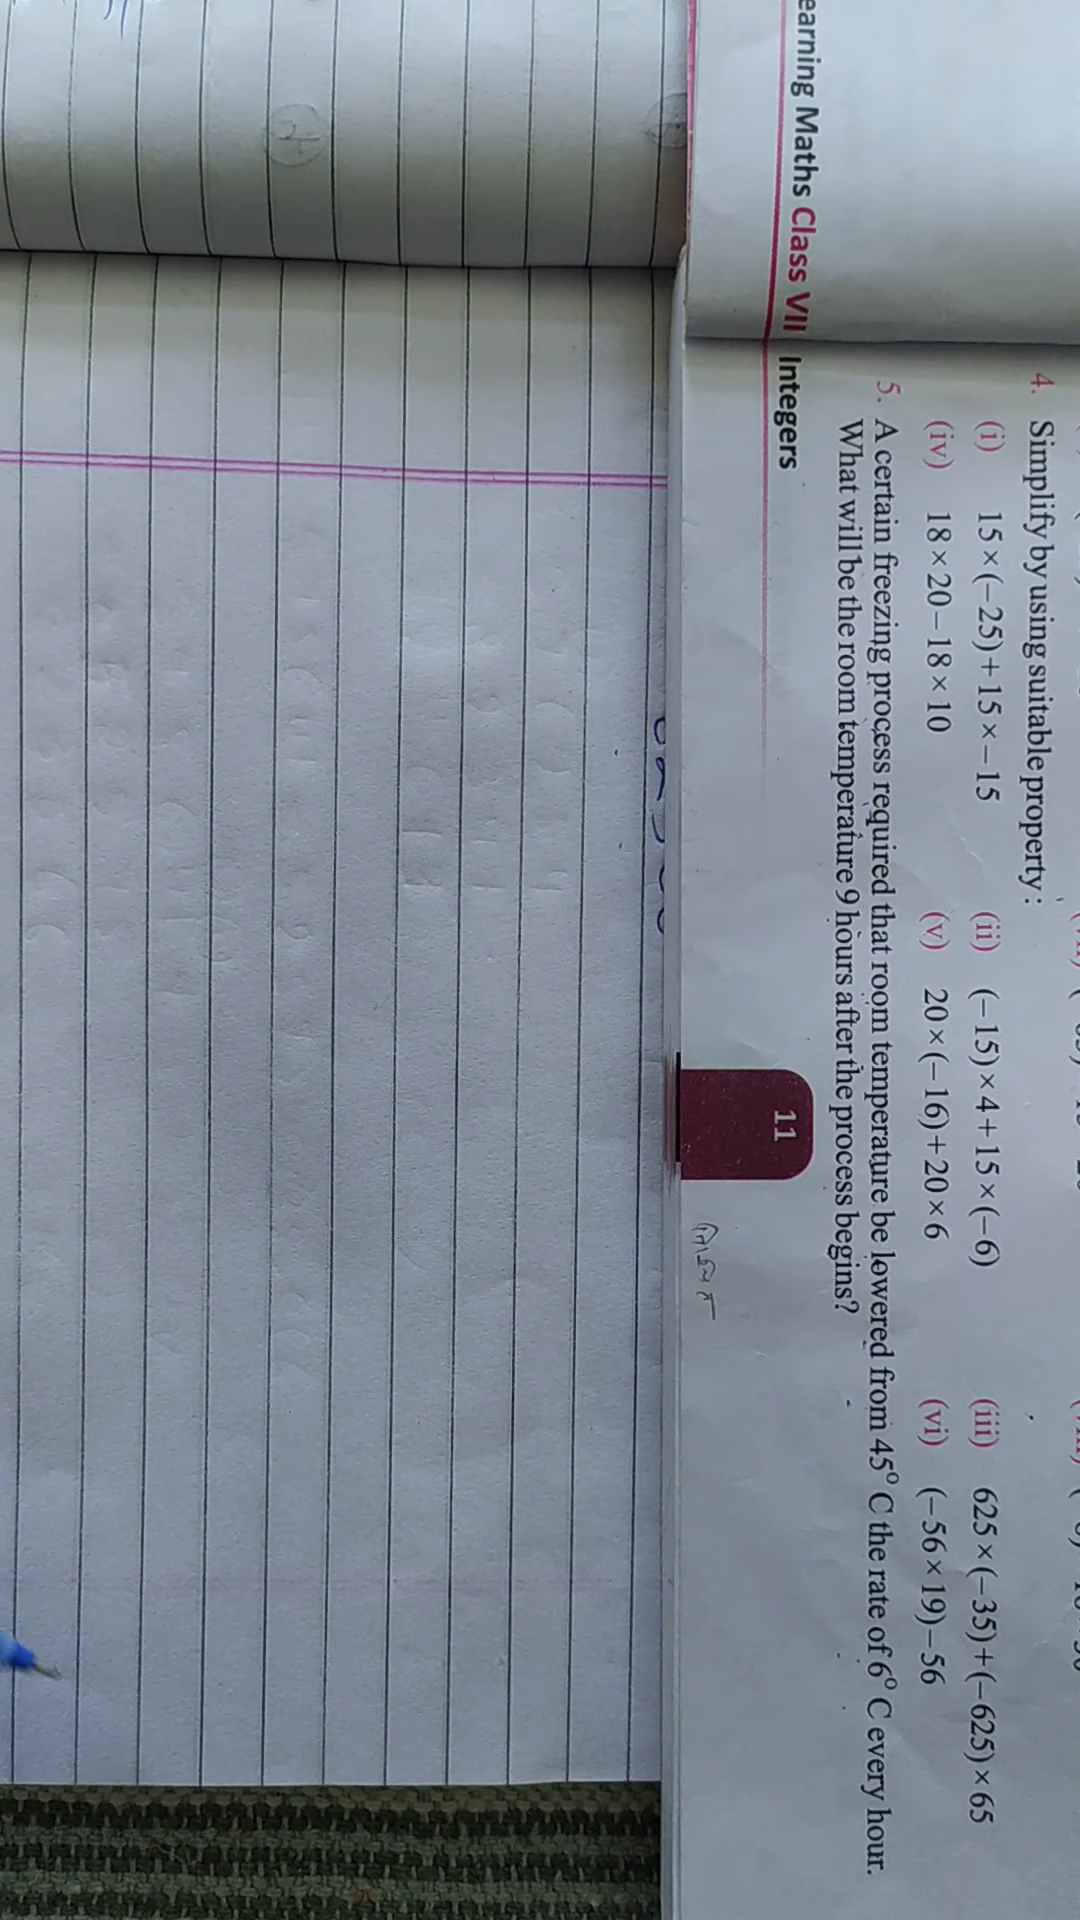 4. Simplify by using suitable property :
(i) 15×(−25)+15×−15 (ii) (−15)×4+15×(−6) (iii) 625×(−35)+(−625)×65
(iv) 18×20−18×10 (v) 20×(−16)+20×6 (vi) (−56×19)−56
5. A certain freezing process required that room temperature be lowered from 45° C the rate of 6° C every hour.
What will be the room temperature 9 hours after the process begins?
earning Maths Class VII Integers
11